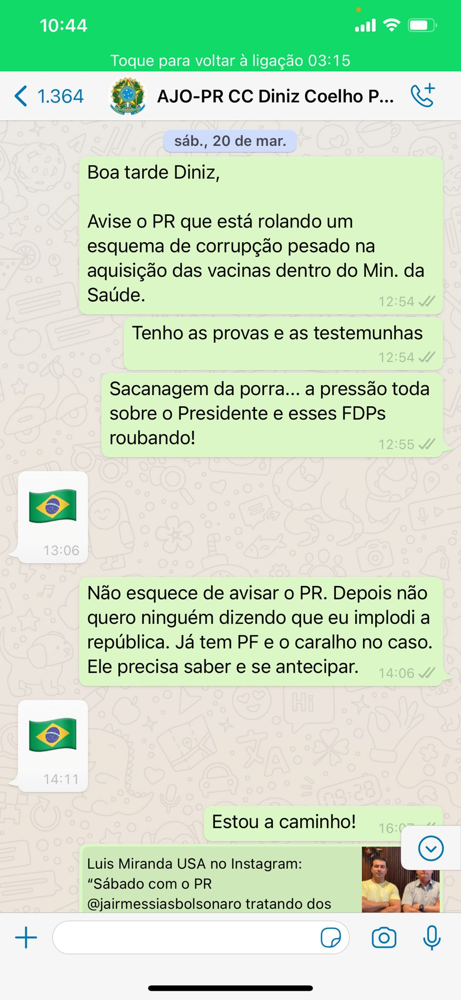 10:44
Toque para voltar à ligação 03:15
1.364
AJO-PR CC Diniz Coelho P...
sáb., 20 de mar.
Boa tarde Diniz,
Avise o PR que está rolando um
esquema de corrupção pesado na
aquisição das vacinas dentro do Min. da
Saúde.
12:54
Tenho as provas e as testemunhas
12:54
Sacanagem da porra... a pressão toda
sobre o Presidente e esses FDPs
roubando!
12:55
13:06
Não esquece de avisar o PR. Depois não
quero ninguém dizendo que eu implodi a
república. Já tem PF e o caralho no caso.
Ele precisa saber e se antecipar.
14:06
14:11
Estou a caminho!
Luis Miranda USA no Instagram:
“Sábado com o PR
@jairmessiasbolsonaro tratando dos